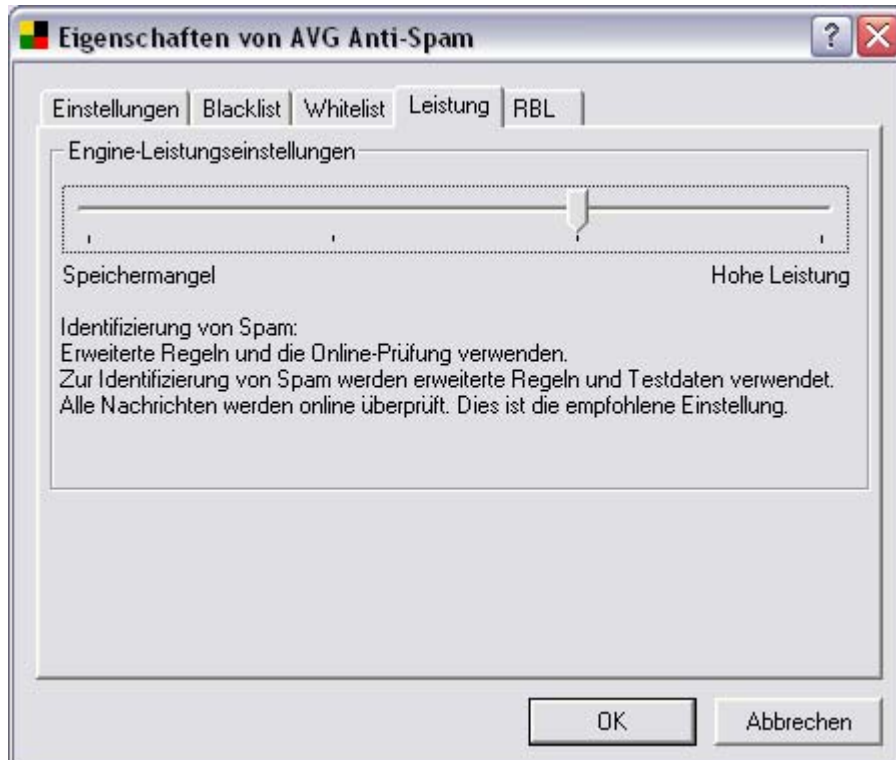 Eigenschaften von AVG Anti-Spam
Einstellungen Blacklist Whitelist Leistung RBL
Engine-Leistungseinstellungen
Speichermangel Hohe Leistung
Identifizierung von Spam:
Erweiterte Regeln und die Online-Prüfung verwenden.
Zur Identifizierung von Spam werden erweiterte Regeln und Testdaten verwendet.
Alle Nachrichten werden online überprüft. Dies ist die empfohlene Einstellung.
OK Abbrechen